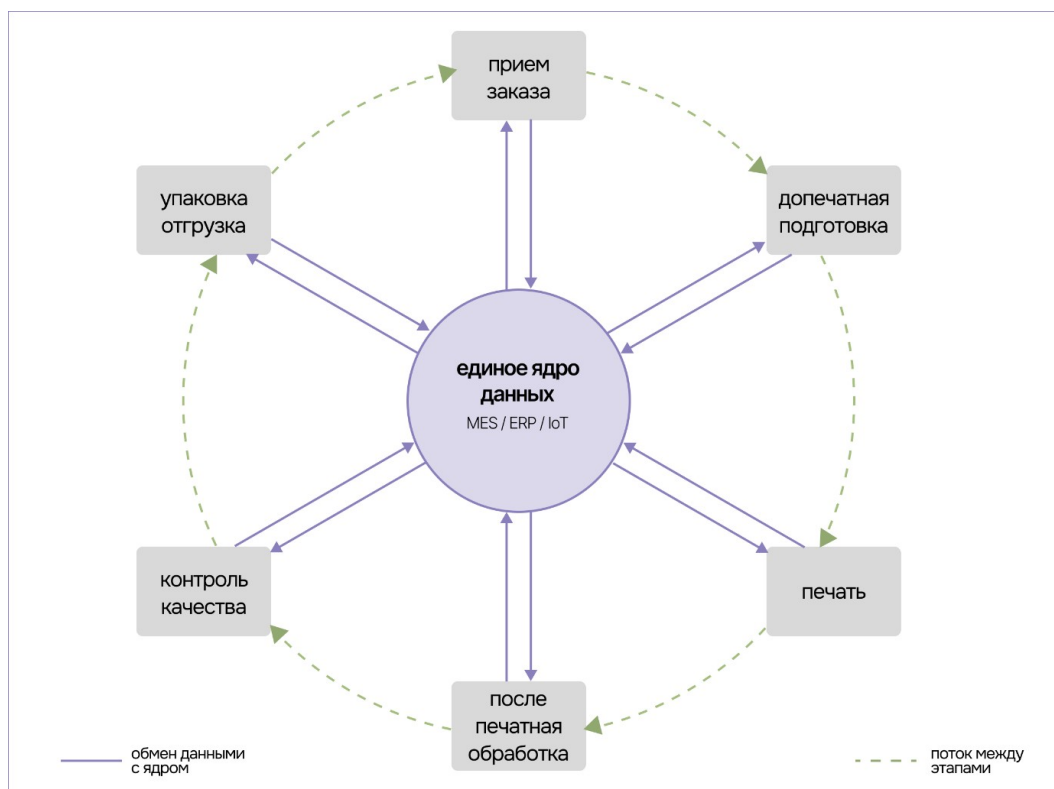 прием
заказа
допечатная
подготовка
печать
после
печатная
обработка
контроль
качества
упаковка
отгрузка
единое ядро
данных
MES / ERP / IoT
обмен данными
с ядром
поток между
этапами